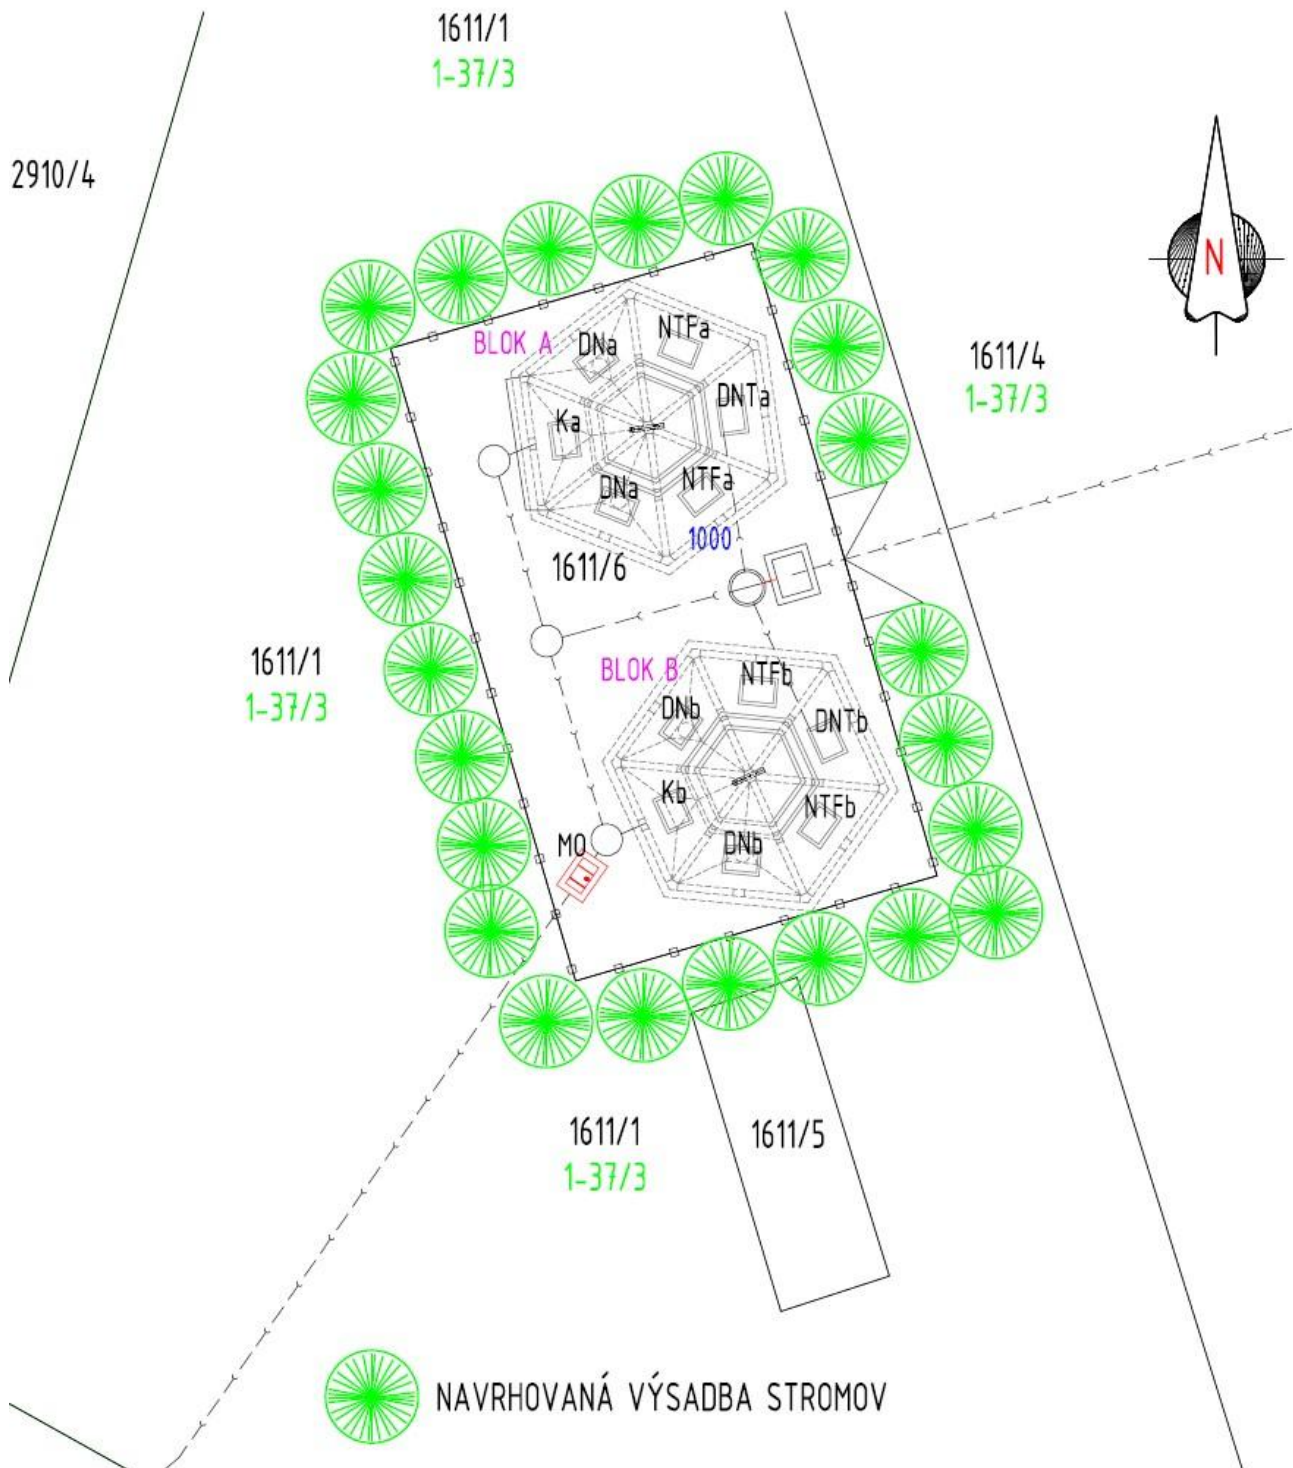 1611/1
1-37/3
2910/4
N
1611/4
1-37/3
BLOK A
DNa
NTFa
DNTa
Ka
DNa
NTFa
1000
1611/6
1611/1
1-37/3
BLOK B
NTFb
DNb
DNTb
Kb
NTFb
DNb
MO
1611/1
1-37/3
1611/5
NAVRHOVANÁ VÝSADBA STROMOV